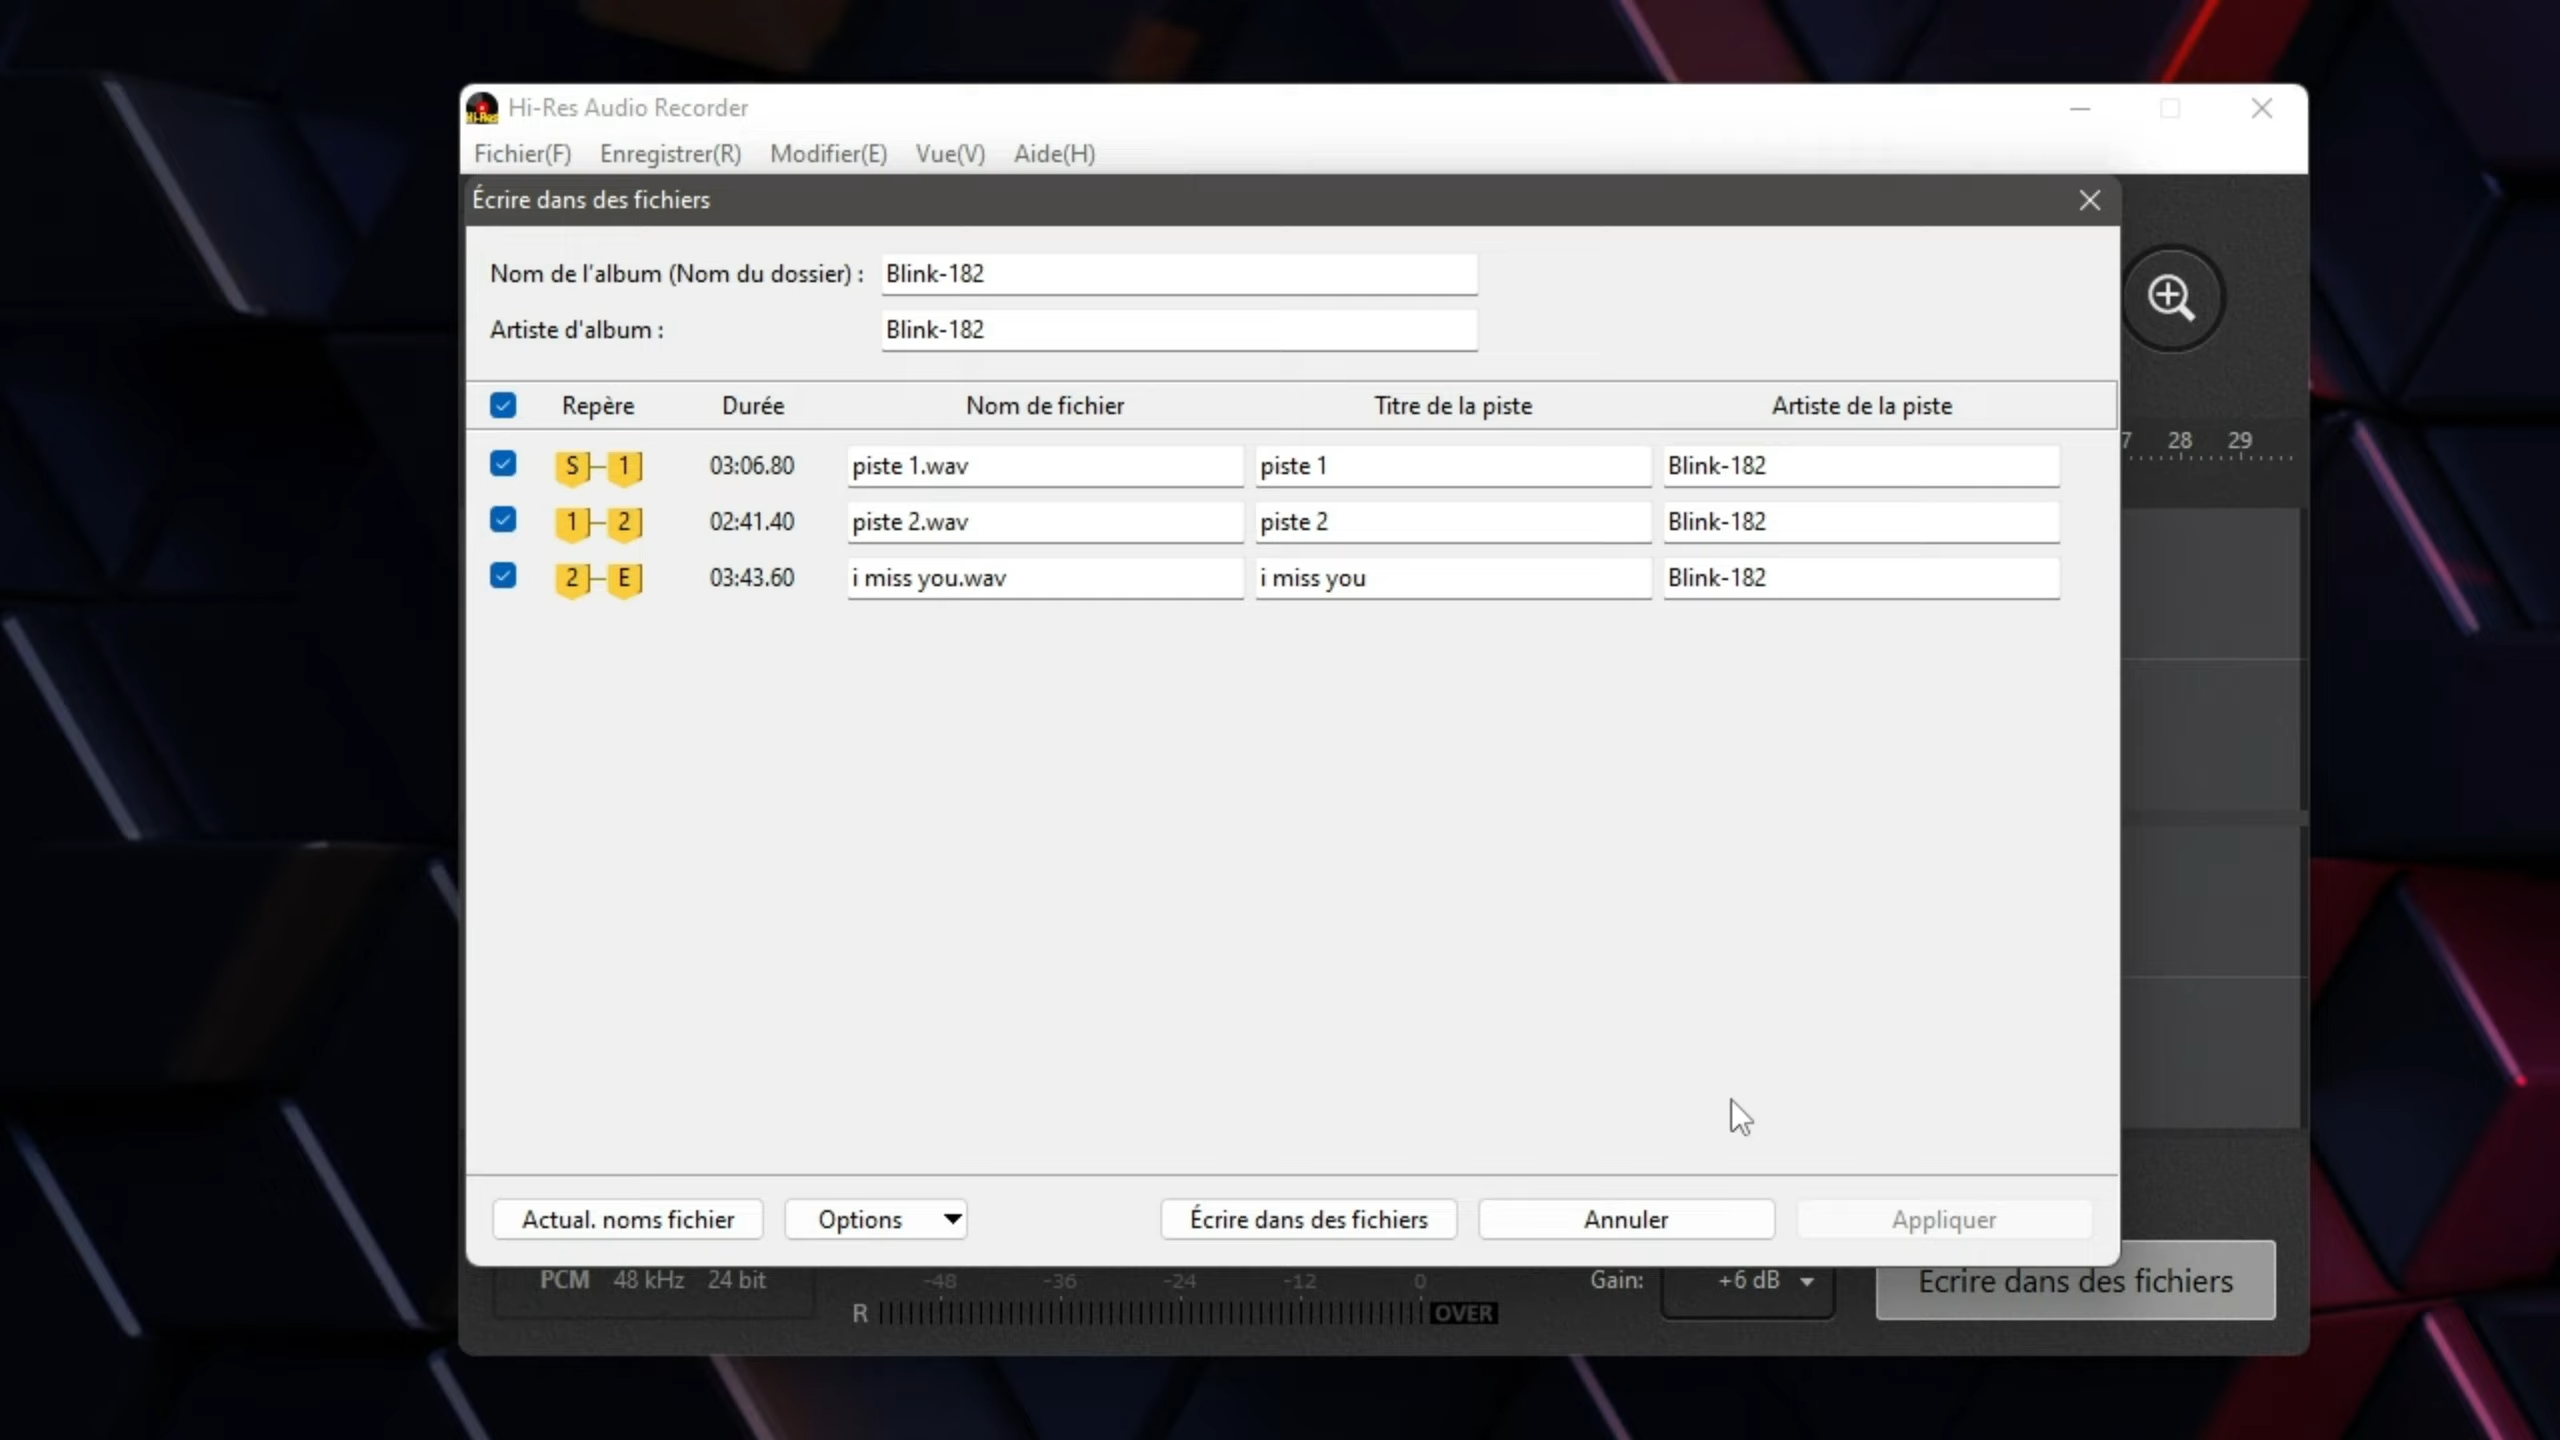 Hi-Res Audio Recorder
Fichier(F) Enregistrer(R) Modifier(E) Vue(V) Aide(H)
Écrire dans des fichiers
Nom de l'album (Nom du dossier) : Blink-182
Artiste d'album : Blink-182
Repère Durée Nom de fichier Titre de la piste Artiste de la piste
7 28 29
S 1 03:06.80 piste 1.wav piste 1 Blink-182
1 2 02:41.40 piste 2.wav piste 2 Blink-182
2 E 03:43.60 i miss you.wav i miss you Blink-182
Actual. noms fichier Options Écrire dans des fichiers Annuler Appliquer
PCM 48 kHz 24 bit -48 -36 -24 -12 0 Gain: +6 dB Écrire dans des fichiers
R OVER